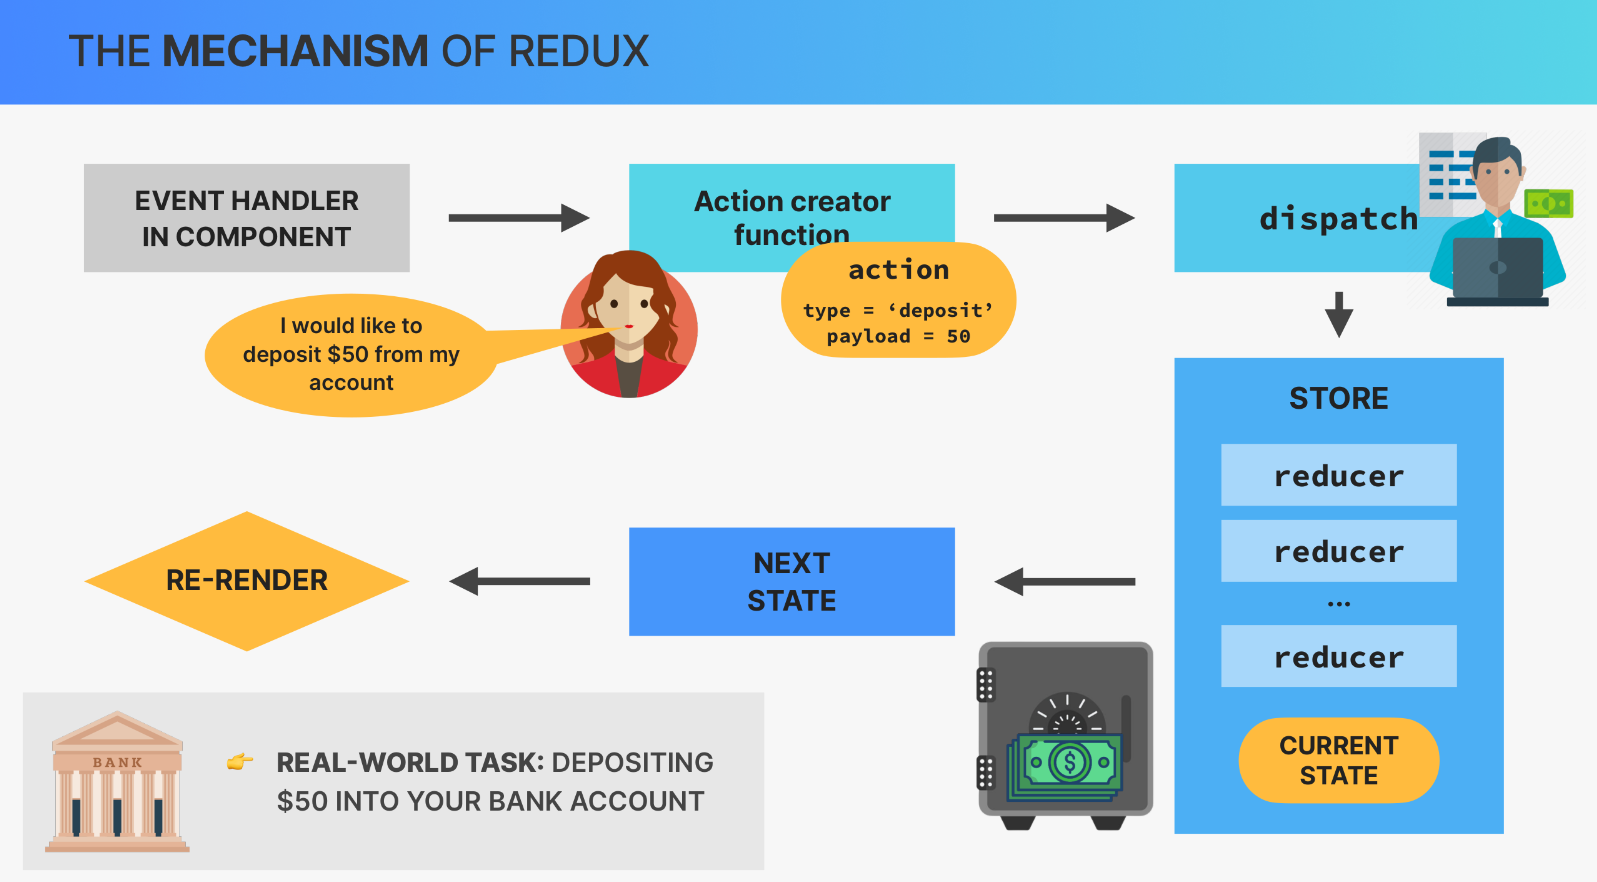 THE MECHANISM OF REDUX
EVENT HANDLER
IN COMPONENT
Action creator
function
dispatch
action
type = ‘deposit’
payload = 50
I would like to
deposit $50 from my
account
STORE
reducer
reducer
...
reducer
CURRENT
STATE
NEXT
STATE
RE-RENDER
BANK
👉 REAL-WORLD TASK: DEPOSITING
$50 INTO YOUR BANK ACCOUNT
$